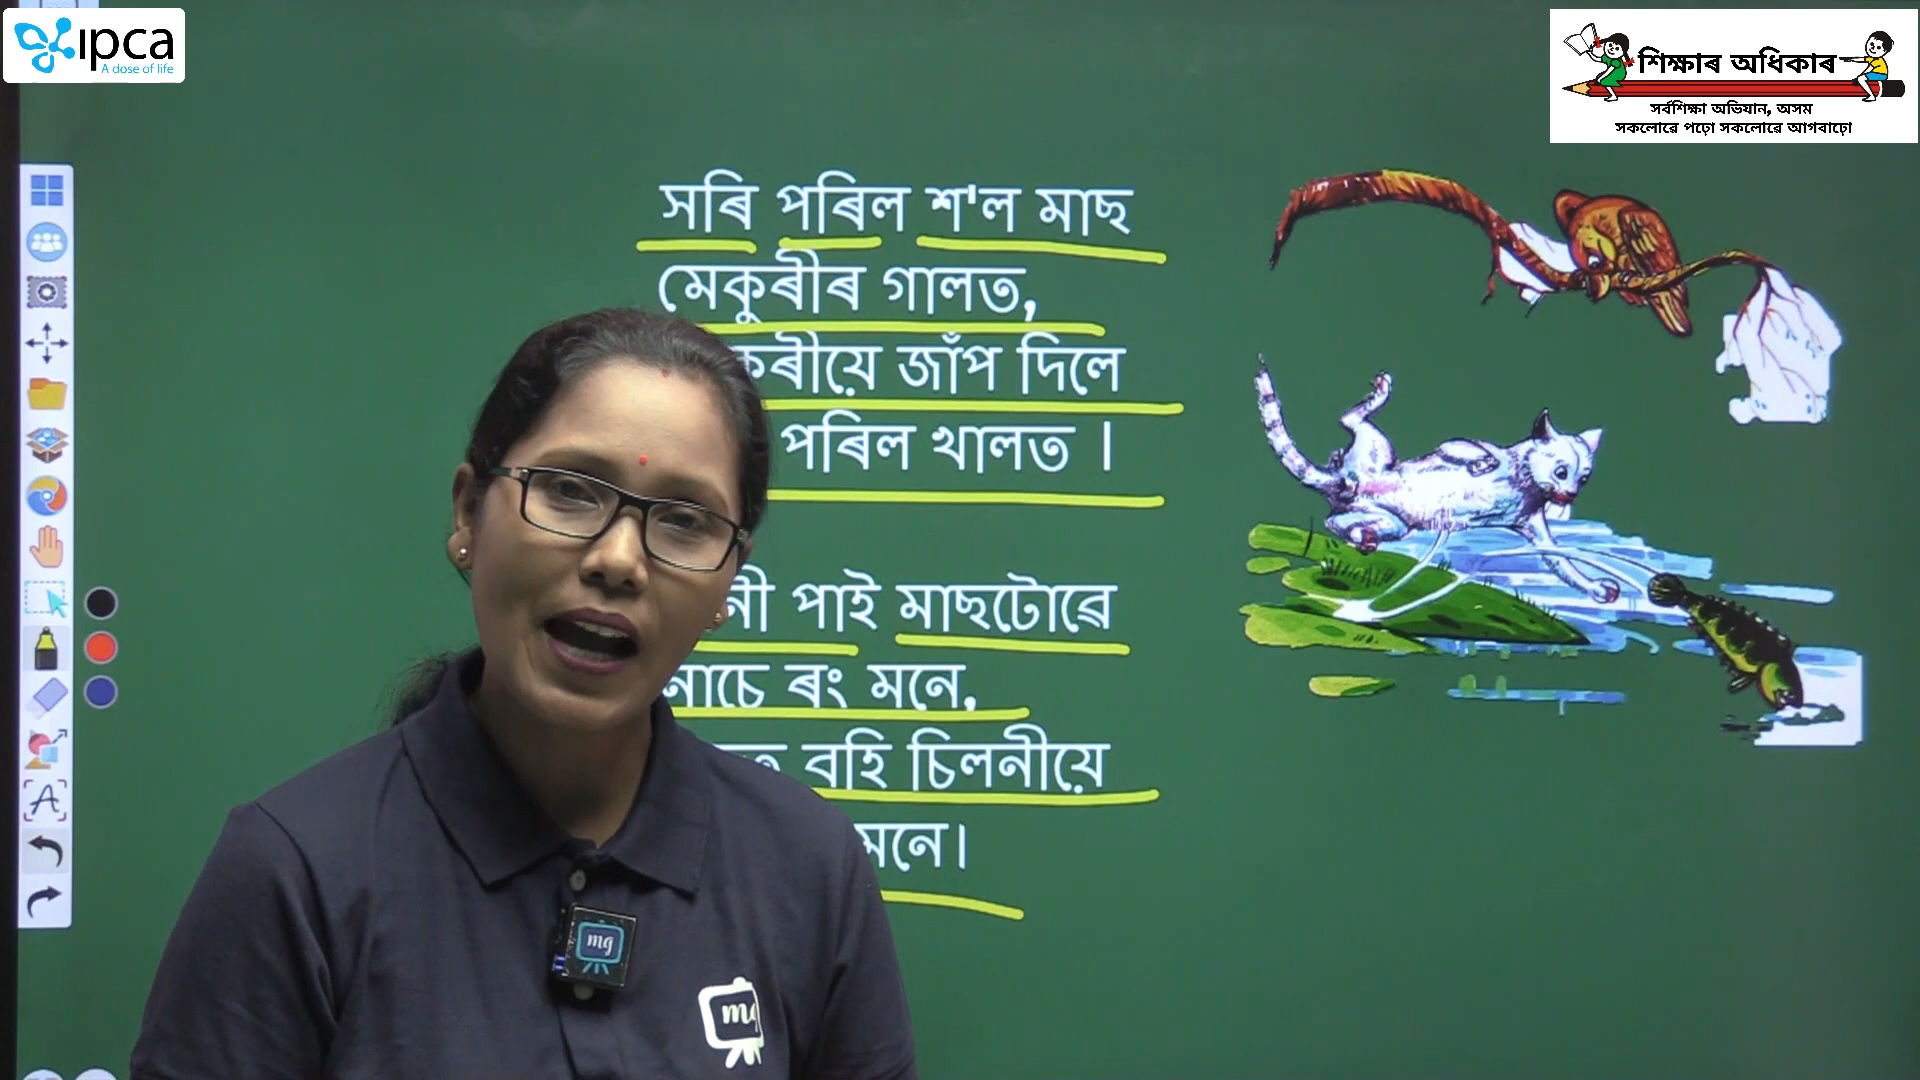 ipca
A dose of life
শিক্ষাৰ অধিকাৰ
সৰ্বশিক্ষা অভিযান, অসম
সকলোৱে পঢ়ো সকলোৱে আগবাঢ়ো
সৰি পৰিল শ'ল মাছ
মেকুৰীৰ গালত,
জাঁপ দিলে
পৰিল খালত ।
পাই মাছটোৱে
নাচে ৰং মনে,
বহি চিলনীয়ে
মনে।
mg
mg
A